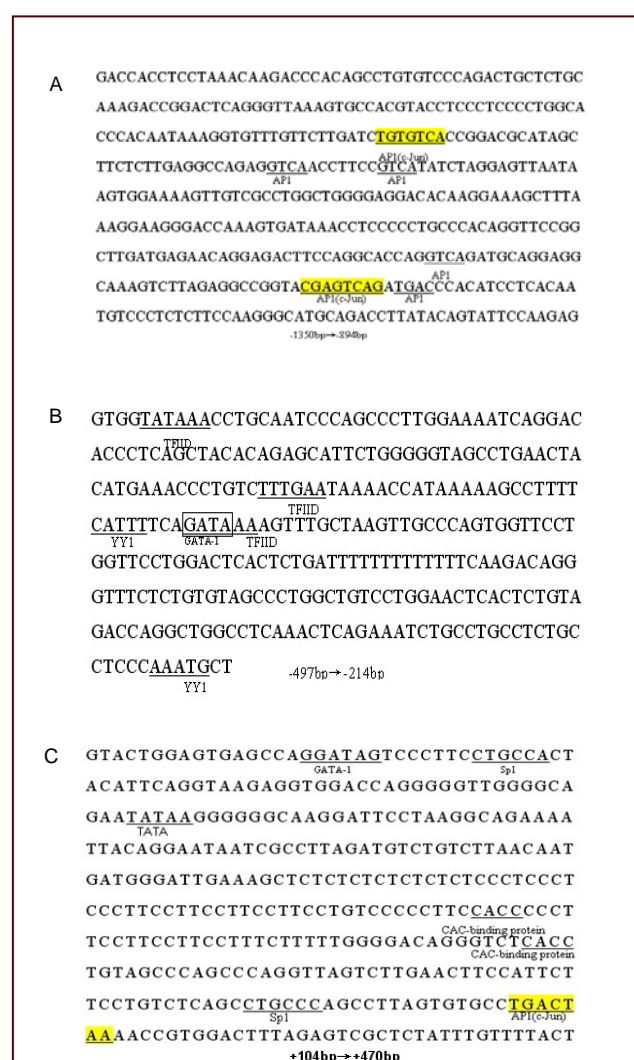 A
GACCACCTCCTAAACAAGACCCACAGCCTGTGTCCCAGACTGCTCTGC
AAAGACCGGACTCAGGGTTAAAGTGCCACGTACCTCCCTCCCCTGGCA
CCCACAATAAAGGTGTTTGTTCTTGATCTGTGTCACCGGACGCATAGC
AP1(c-Jun)
TTCTCTTGAGGCCAGAGGTCAACCTTCCGTCATATCTAGGAGTTAATA
AP1 AP1
AGTGGAAAAGTTGTCGCCTGGCTGGGGAGGACACAAGGAAAGCTTTA
AAGGAAGGGACCAAAGTGATAAACCTCCCCCTGCCCACAGGTTCCGG
CTTGATGAGAACAGGAGACTTCCAGGCACCAGGTCAGATGCAGGAGG
AP1
CAAAGTCTTAGAGGCCGGTACGAGTCAGATGACCCACATCCTCACAA
AP1(c-Jun) AP1
TGTCCCTCTCTTCCAAGGGCATGCAGACCTTATACAGTATTCCAAGAG
-1350bp→-894bp
B
GTGGTATAAACCTGCAATCCCAGCCCTTGGAAAATCAGGAC
TFIID
ACCCTCAGCTACACAGAGCATTCTGGGGGTAGCCTGAACTA
CATGAAACCCTGTCTTTGAATAAAACCATAAAAAGCCTTTT
TFIID
CATTTTCAGATAAAAGTTTGCTAAGTTGCCCAGTGGTTCCT
YY1 GATA-1 TFIID
GGTTCCTGGACTCACTCTGATTTTTTTTTTTTTTCAAGACAGG
GTTTCTCTGTGTAGCCCTGGCTGTCCTGGAACTCACTCTGTA
GACCAGGCTGGCCTCAAACTCAGAAATCTGCCTGCCTCTGC
CTCCCAAATGCT
YY1
-497bp→-214bp
C
GTACTGGAGTGAGCCAGGATAGTCCCTTCCTGCCACT
GATA-1 Sp1
ACATTCAGGTAAGAGGTGGACCAGGGGGTTGGGGCA
GAATATAAGGGGGGCAAGGATTCCTAAGGCAGAAAA
TATA
TTACAGGAATAATCGCCTTAGATGTCTGTCTTAACAAT
GATGGGATTGAAAGCTCTCTCTCTCTCTCTCCCTCCCT
CCCTTCCTTCCTTCCTTCCTGTCCCCCTTCCACCCCCT
CAC-binding protein
TCCTTCCTTCCTTTCTTTTTGGGGACAGGGTCTCACC
CAC-binding protein
TGTAGCCCAGCCCAGGTTAGTCTTGAACTTCCATTCT
TCCTGTCTCAGCCTGCCCAGCCTTAGTGTGCCTGACT
Sp1 AP1(c-Jun)
AAAACCGTGGACTTTAGAGTCGCTCTATTTGTTTTACT
+104bp→+470bp